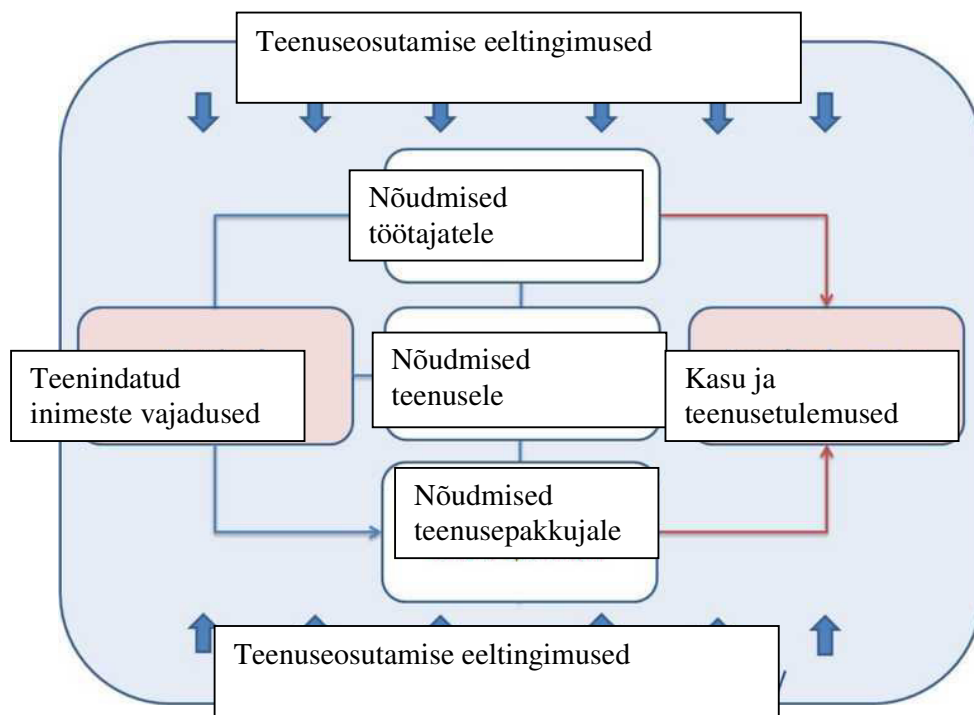 Teenuseosutamise eeltingimused
Nõudmised
töötajatele
Teenindatud
inimeste vajadused
Nõudmised
teenusele
Kasu ja
teenusetulemused
Nõudmised
teenusepakkujale
Teenuseosutamise eeltingimused